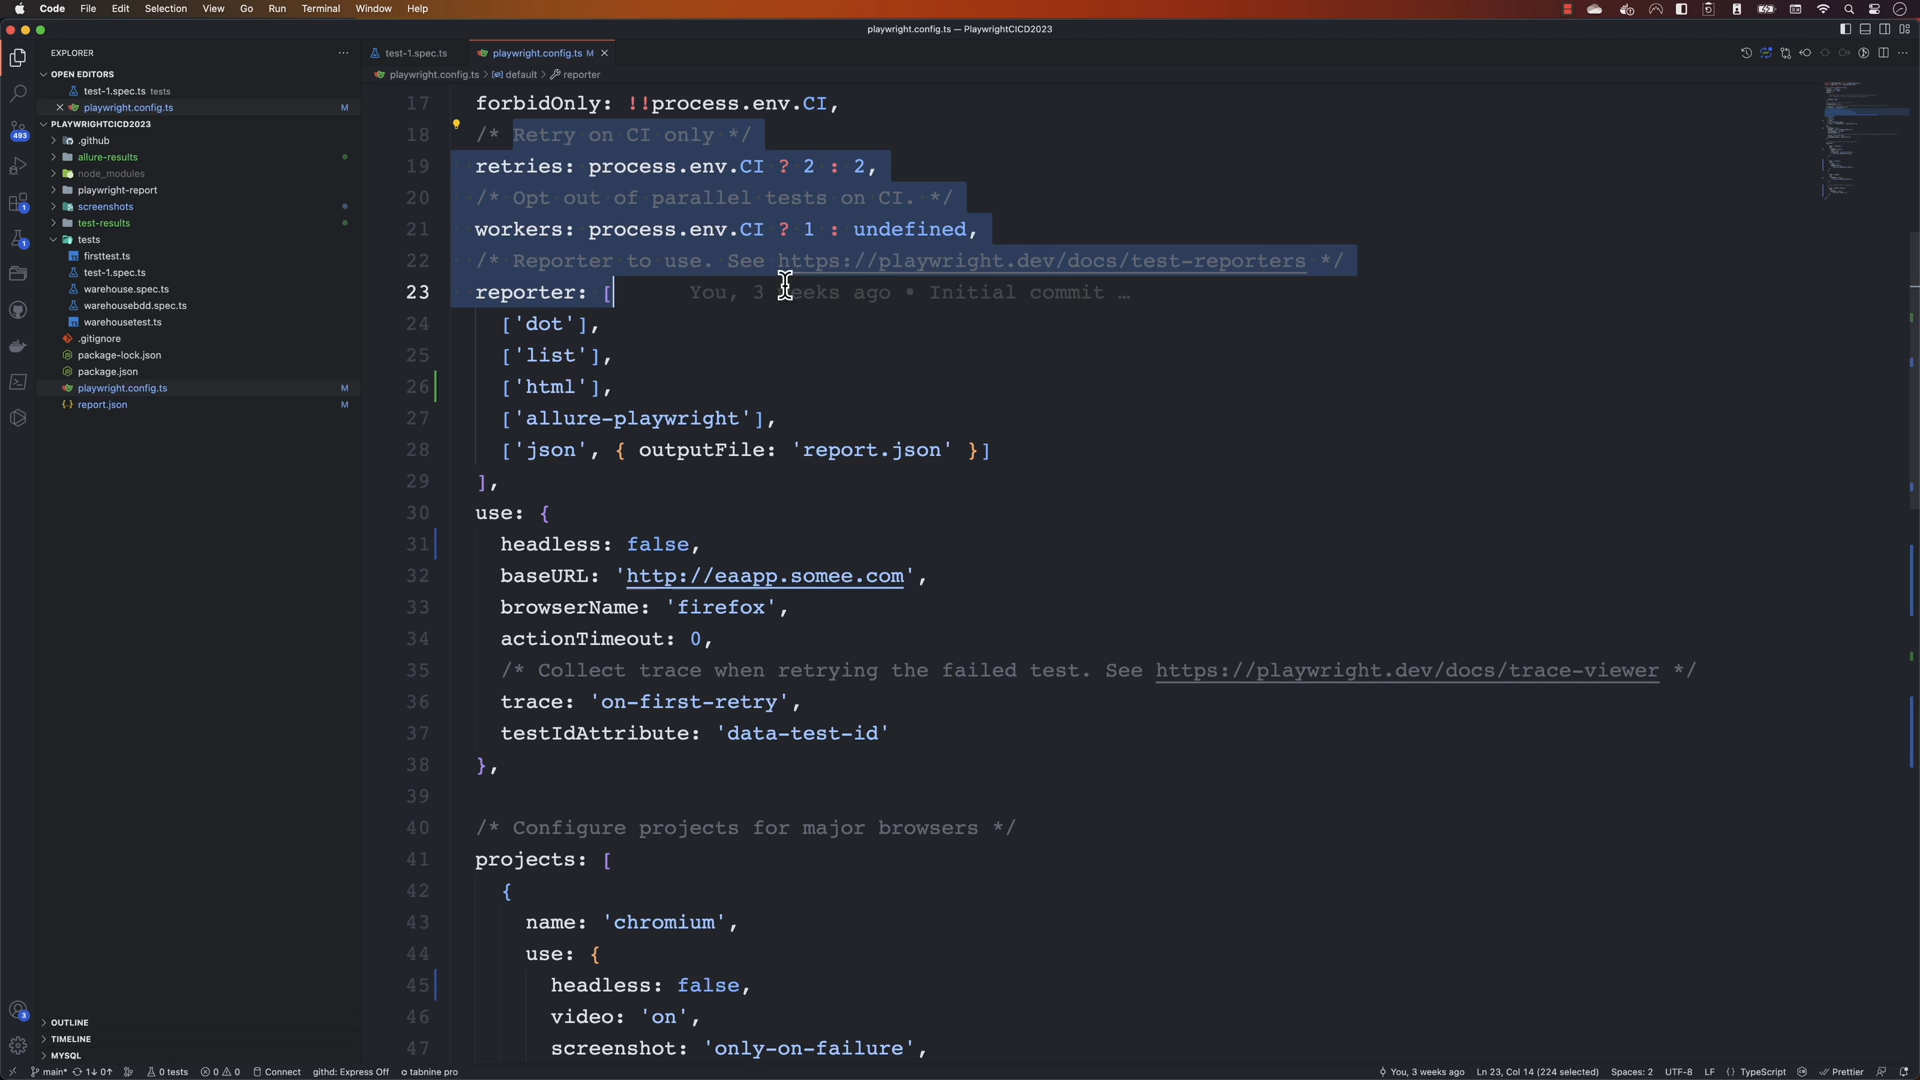 Code File Edit Selection View Go Run Terminal Window Help
playwright.config.ts — PlaywrightCICD2023
EXPLORER
OPEN EDITORS
test-1.spec.ts tests
playwright.config.ts M
PLAYWRIGHTCICD2023
.github
allure-results
node_modules
playwright-report
screenshots
test-results
tests
firsttest.ts
test-1.spec.ts
warehouse.spec.ts
warehousebdd.spec.ts
warehousetest.ts
.gitignore
package-lock.json
package.json
playwright.config.ts M
report.json M
OUTLINE
TIMELINE
MYSQL
493
1
1
3
test-1.spec.ts
playwright.config.ts M
playwright.config.ts > default > reporter
17 forbidOnly: !!process.env.CI,
18 /* Retry on CI only */
19 retries: process.env.CI ? 2 : 2,
20 /* Opt out of parallel tests on CI. */
21 workers: process.env.CI ? 1 : undefined,
22 /* Reporter to use. See https://playwright.dev/docs/test-reporters */
23 reporter: [ You, 3 weeks ago • Initial commit …
24 ['dot'],
25 ['list'],
26 ['html'],
27 ['allure-playwright'],
28 ['json', { outputFile: 'report.json' }]
29 ],
30 use: {
31 headless: false,
32 baseURL: 'http://eaapp.somee.com',
33 browserName: 'firefox',
34 actionTimeout: 0,
35 /* Collect trace when retrying the failed test. See https://playwright.dev/docs/trace-viewer */
36 trace: 'on-first-retry',
37 testIdAttribute: 'data-test-id'
38 },
39
40 /* Configure projects for major browsers */
41 projects: [
42 {
43 name: 'chromium',
44 use: {
45 headless: false,
46 video: 'on',
47 screenshot: 'only-on-failure',
main* 1↓ 0↑ 0 tests 0 0 Connect githd: Express Off tabnine pro You, 3 weeks ago Ln 23, Col 14 (224 selected) Spaces: 2 UTF-8 LF {} TypeScript Prettier